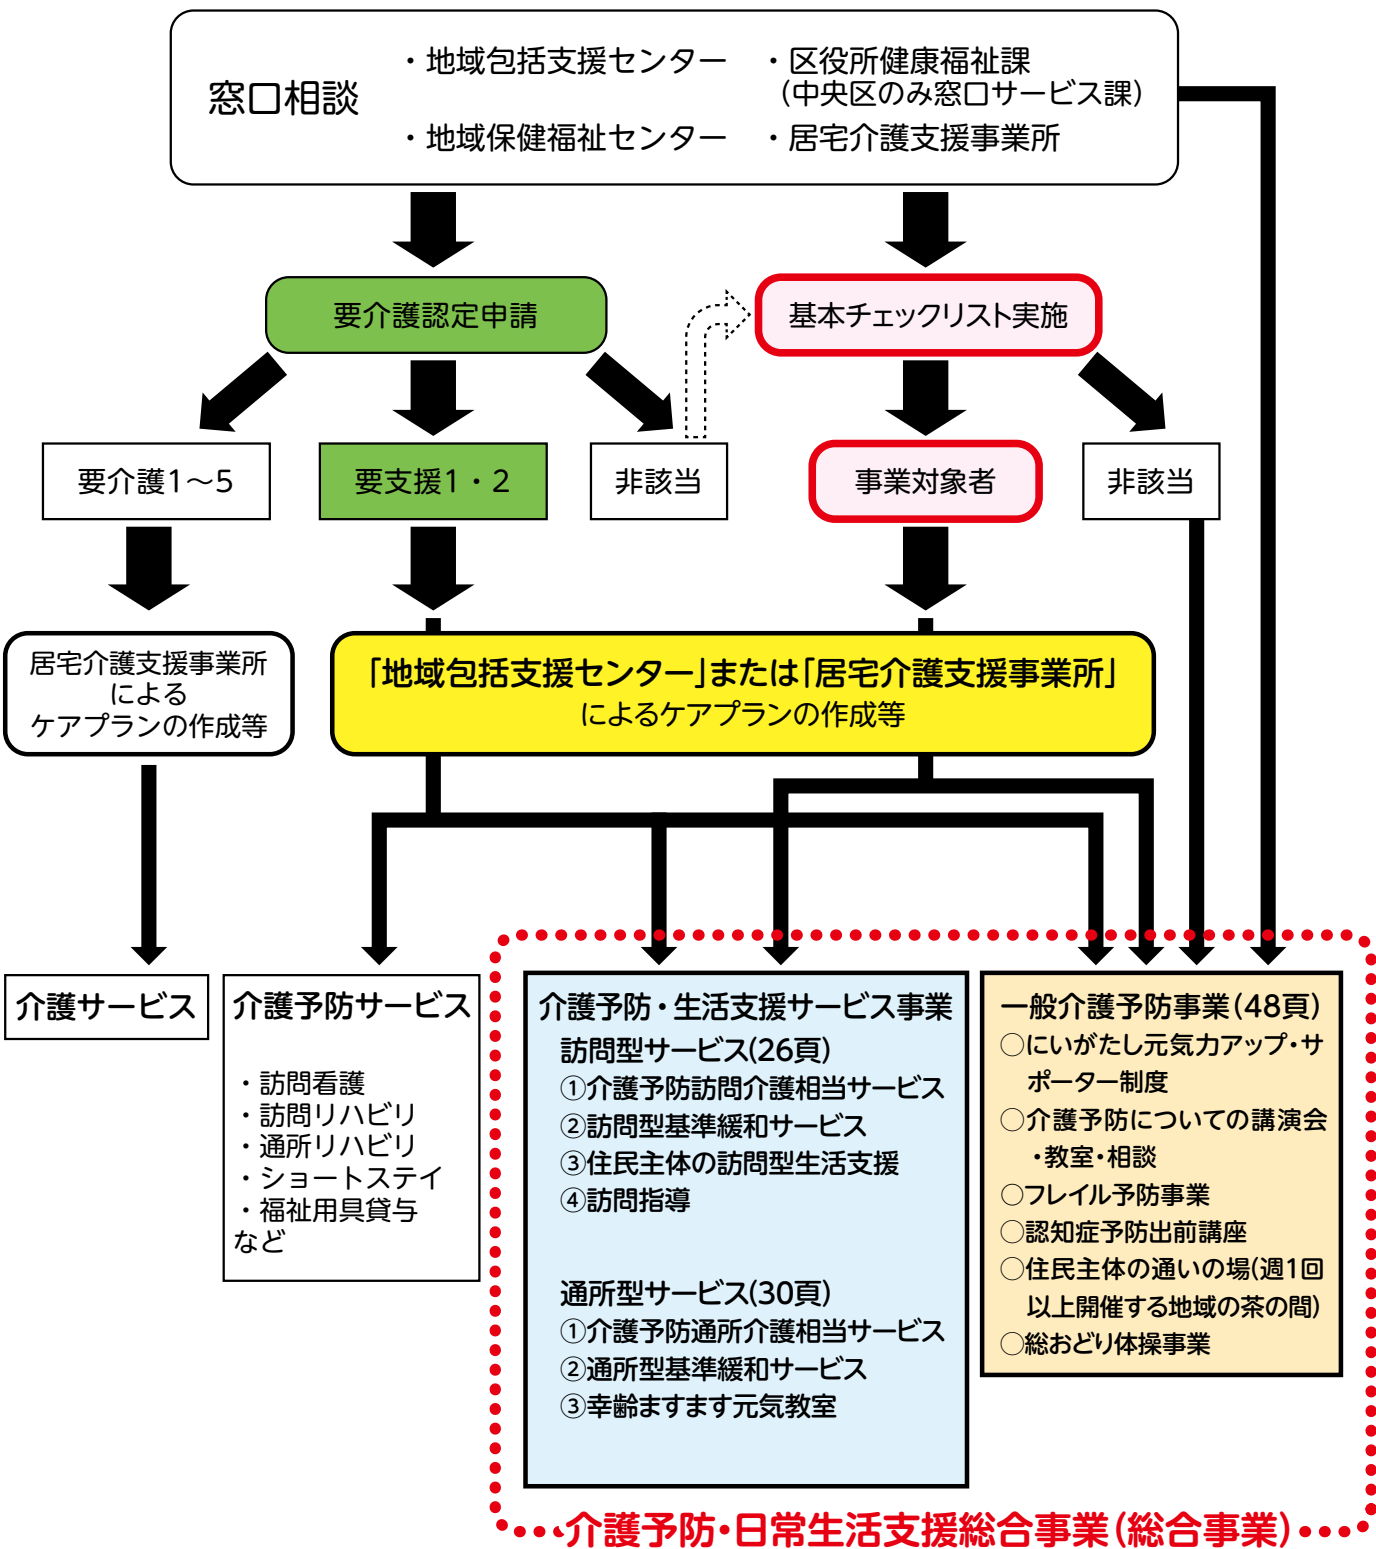 窓口相談
・地域包括支援センター
・区役所健康福祉課
(中央区のみ窓口サービス課)
・地域保健福祉センター
・居宅介護支援事業所
要介護認定申請
基本チェックリスト実施
要介護1～5
要支援1・2
非該当
事業対象者
非該当
居宅介護支援事業所
による
ケアプランの作成等
「地域包括支援センター」または「居宅介護支援事業所」
によるケアプランの作成等
介護サービス
介護予防サービス
・訪問看護
・訪問リハビリ
・通所リハビリ
・ショートステイ
・福祉用具貸与
など
介護予防・生活支援サービス事業
訪問型サービス(26頁)
①介護予防訪問介護相当サービス
②訪問型基準緩和サービス
③住民主体の訪問型生活支援
④訪問指導
通所型サービス(30頁)
①介護予防通所介護相当サービス
②通所型基準緩和サービス
③幸齢ますます元気教室
一般介護予防事業(48頁)
○にいがたし元気力アップ・サ
ポーター制度
○介護予防についての講演会
・教室・相談
○フレイル予防事業
○認知症予防出前講座
○住民主体の通いの場(週1回
以上開催する地域の茶の間)
○総おどり体操事業
介護予防・日常生活支援総合事業(総合事業)